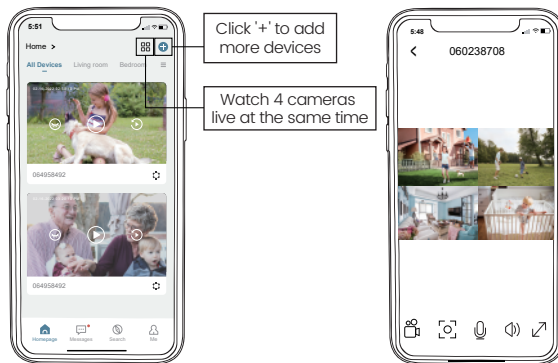 5:51
Home >
All Devices Living room Bedroom
064958492
064958492
Homepage Messages Search Me
Click '+' to add
more devices
Watch 4 cameras
live at the same time
5:48
060238708